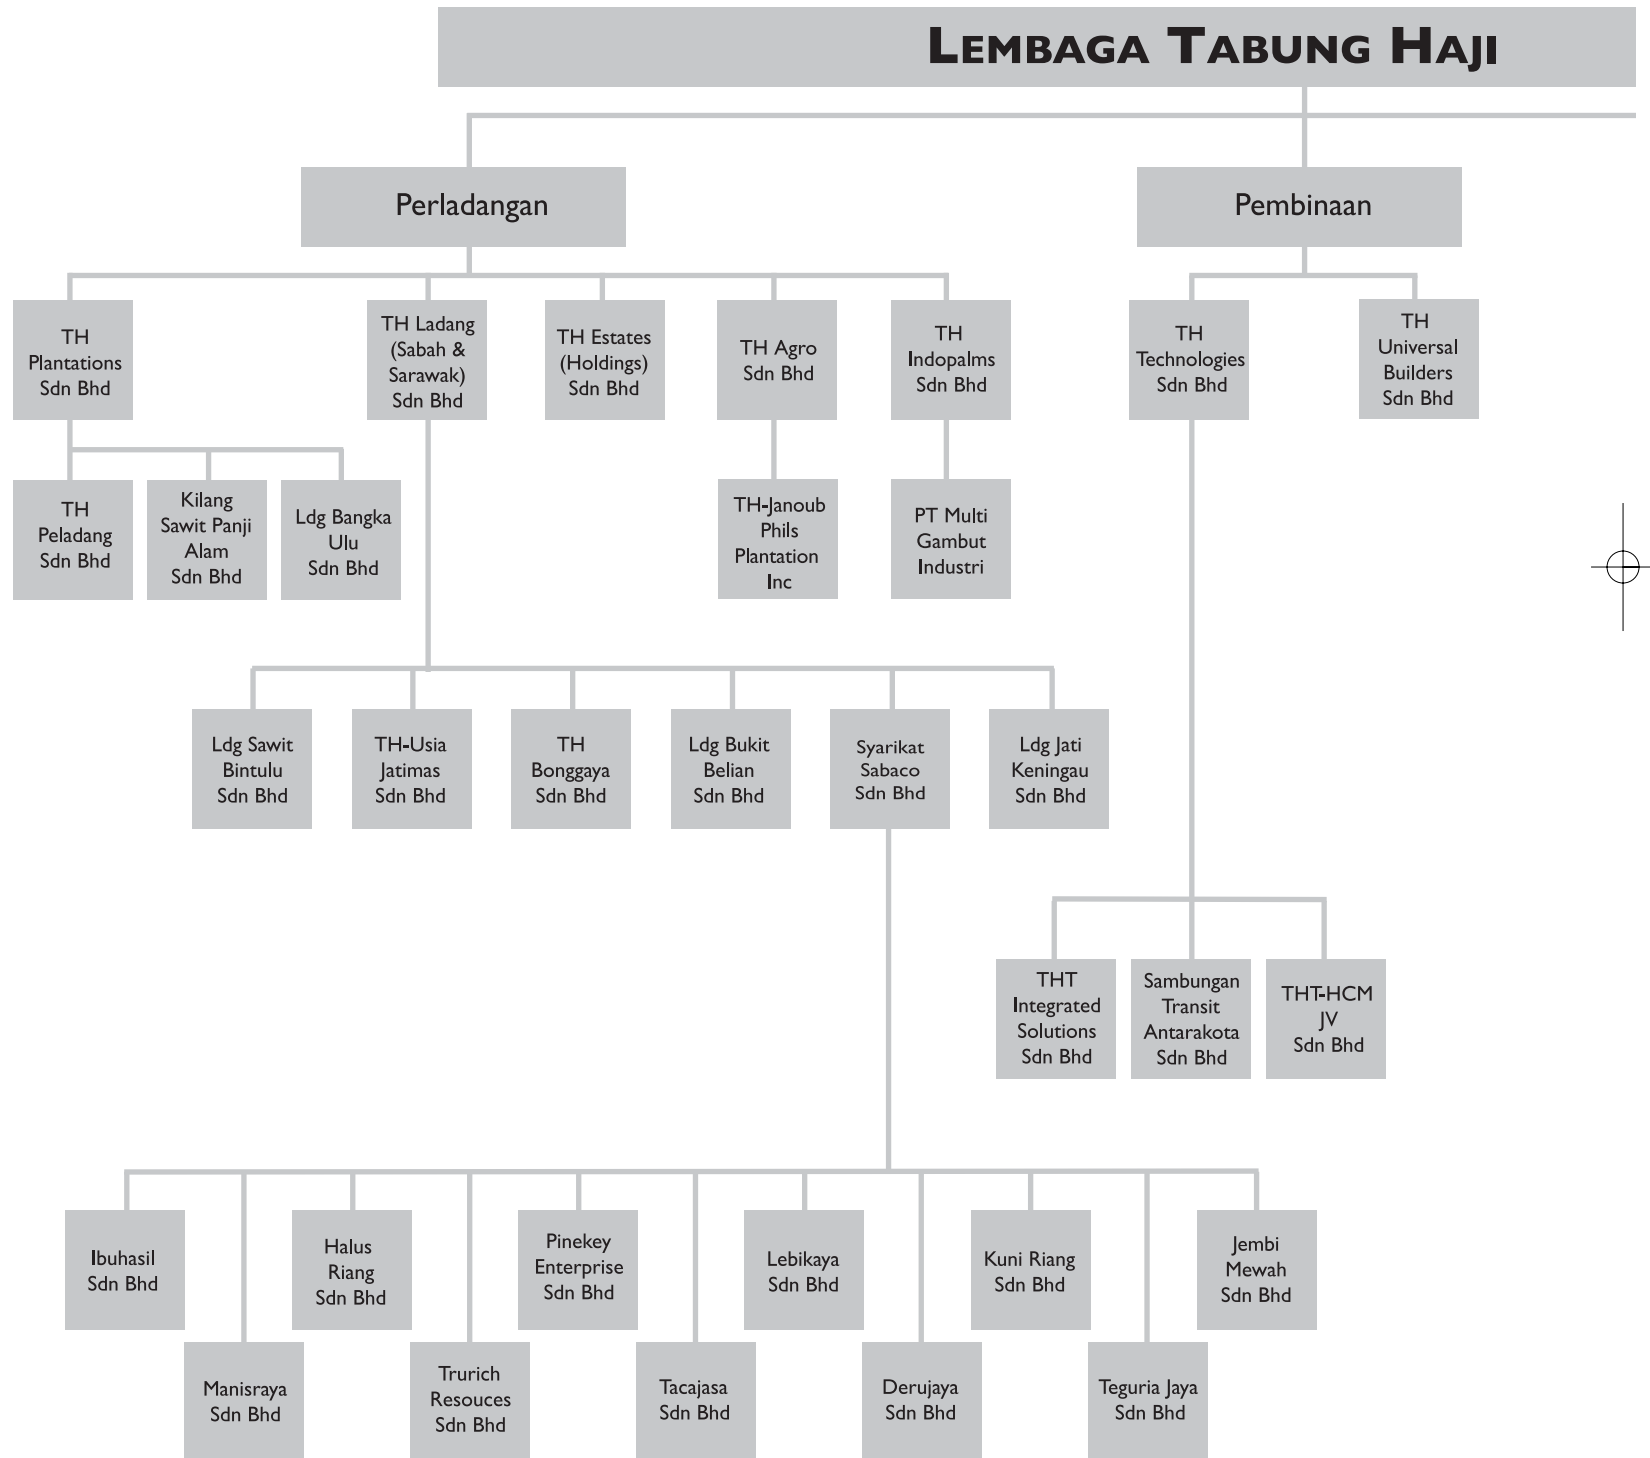 LEMBAGA TABUNG HAJI
Perladangan
Pembinaan
TH
Plantations
Sdn Bhd
TH Ladang
(Sabah &
Sarawak)
Sdn Bhd
TH Estates
(Holdings)
Sdn Bhd
TH Agro
Sdn Bhd
TH
Indopalms
Sdn Bhd
TH
Technologies
Sdn Bhd
TH
Universal
Builders
Sdn Bhd
TH
Peladang
Sdn Bhd
Kilang
Sawit Panji
Alam
Sdn Bhd
Ldg Bangka
Ulu
Sdn Bhd
TH-Janoub
Phils
Plantation
Inc
PT Multi
Gambut
Industri
Ldg Sawit
Bintulu
Sdn Bhd
TH-Usia
Jatimas
Sdn Bhd
TH
Bonggaya
Sdn Bhd
Ldg Bukit
Belian
Sdn Bhd
Syarikat
Sabaco
Sdn Bhd
Ldg Jati
Keningau
Sdn Bhd
THT
Integrated
Solutions
Sdn Bhd
Sambungan
Transit
Antarakota
Sdn Bhd
THT-HCM
JV
Sdn Bhd
Ibuhasil
Sdn Bhd
Halus
Riang
Sdn Bhd
Pinekey
Enterprise
Sdn Bhd
Lebikaya
Sdn Bhd
Kuni Riang
Sdn Bhd
Jembi
Mewah
Sdn Bhd
Manisraya
Sdn Bhd
Trurich
Resouces
Sdn Bhd
Tacajasa
Sdn Bhd
Derujaya
Sdn Bhd
Teguria Jaya
Sdn Bhd